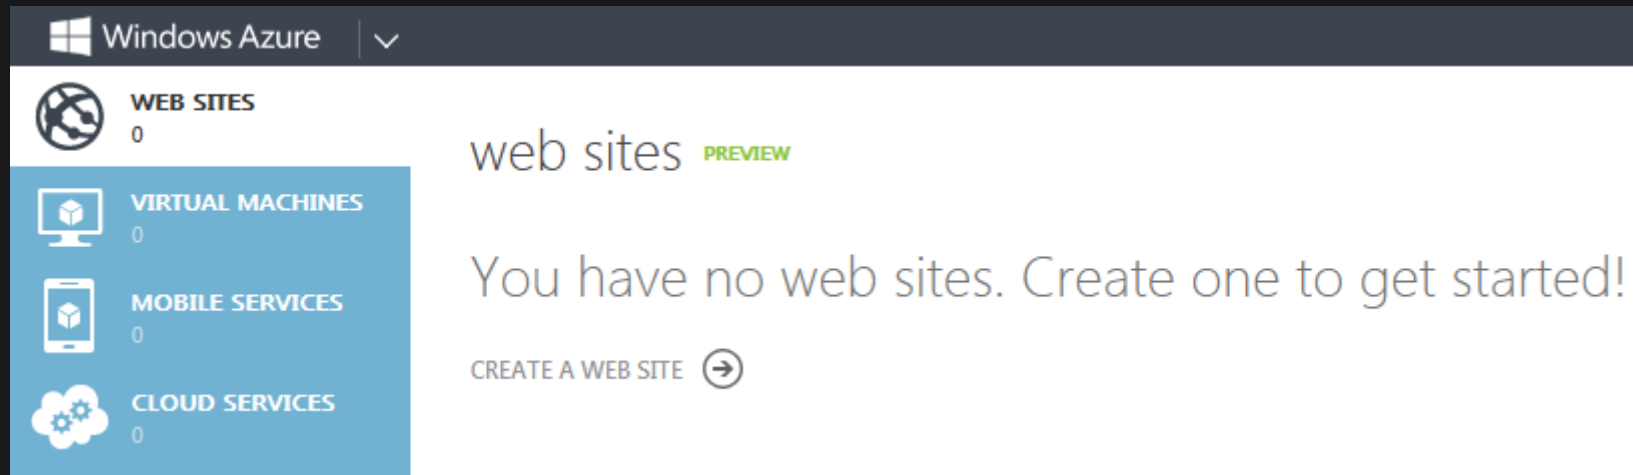 Windows Azure
WEB SITES
0
VIRTUAL MACHINES
0
MOBILE SERVICES
0
CLOUD SERVICES
0
web sites PREVIEW
You have no web sites. Create one to get started!
CREATE A WEB SITE